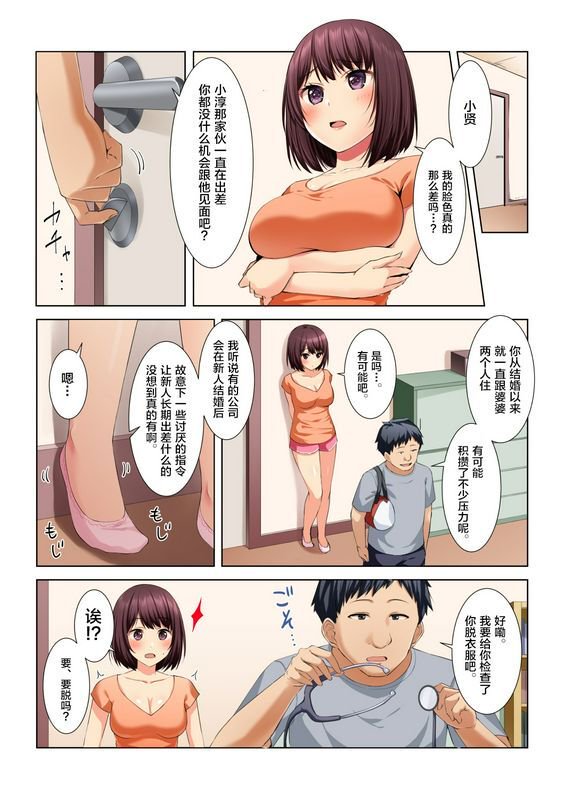 小贤
我的脸色真的
那么差吗…?
小淳那家伙一直在出差
你都没什么机会跟他见面吧?
カチャ…
你从结婚以来
就一直跟婆婆
两个人住
有可能
积攒了不少压力呢。
是吗…。
有可能吧。
我听说有的公司
会在新人结婚后
故意下一些讨厌的指令
让新人长期出差什么的
没想到真的有啊。
嗯…
もじ
もじ
好嘞。
我要给你检查了
你脱衣服吧。
ごそ
诶!?
要、要脱吗?